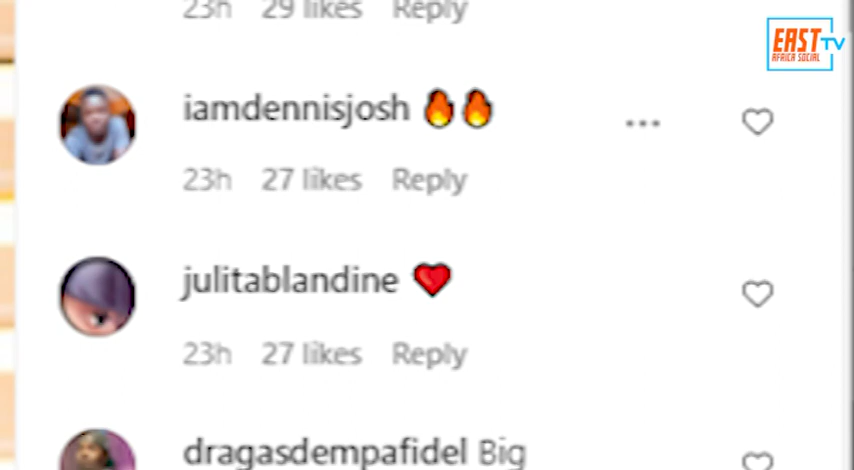 23h 29 likes Reply
EAST TV
AFRICA SOCIAL
iamdennisjosh 🔥🔥
23h 27 likes Reply
julitablandine ❤️
23h 27 likes Reply
dragasdempafidel Big